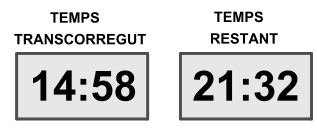 TEMPS
TRANSCORREGUT
14:58
TEMPS
RESTANT
21:32